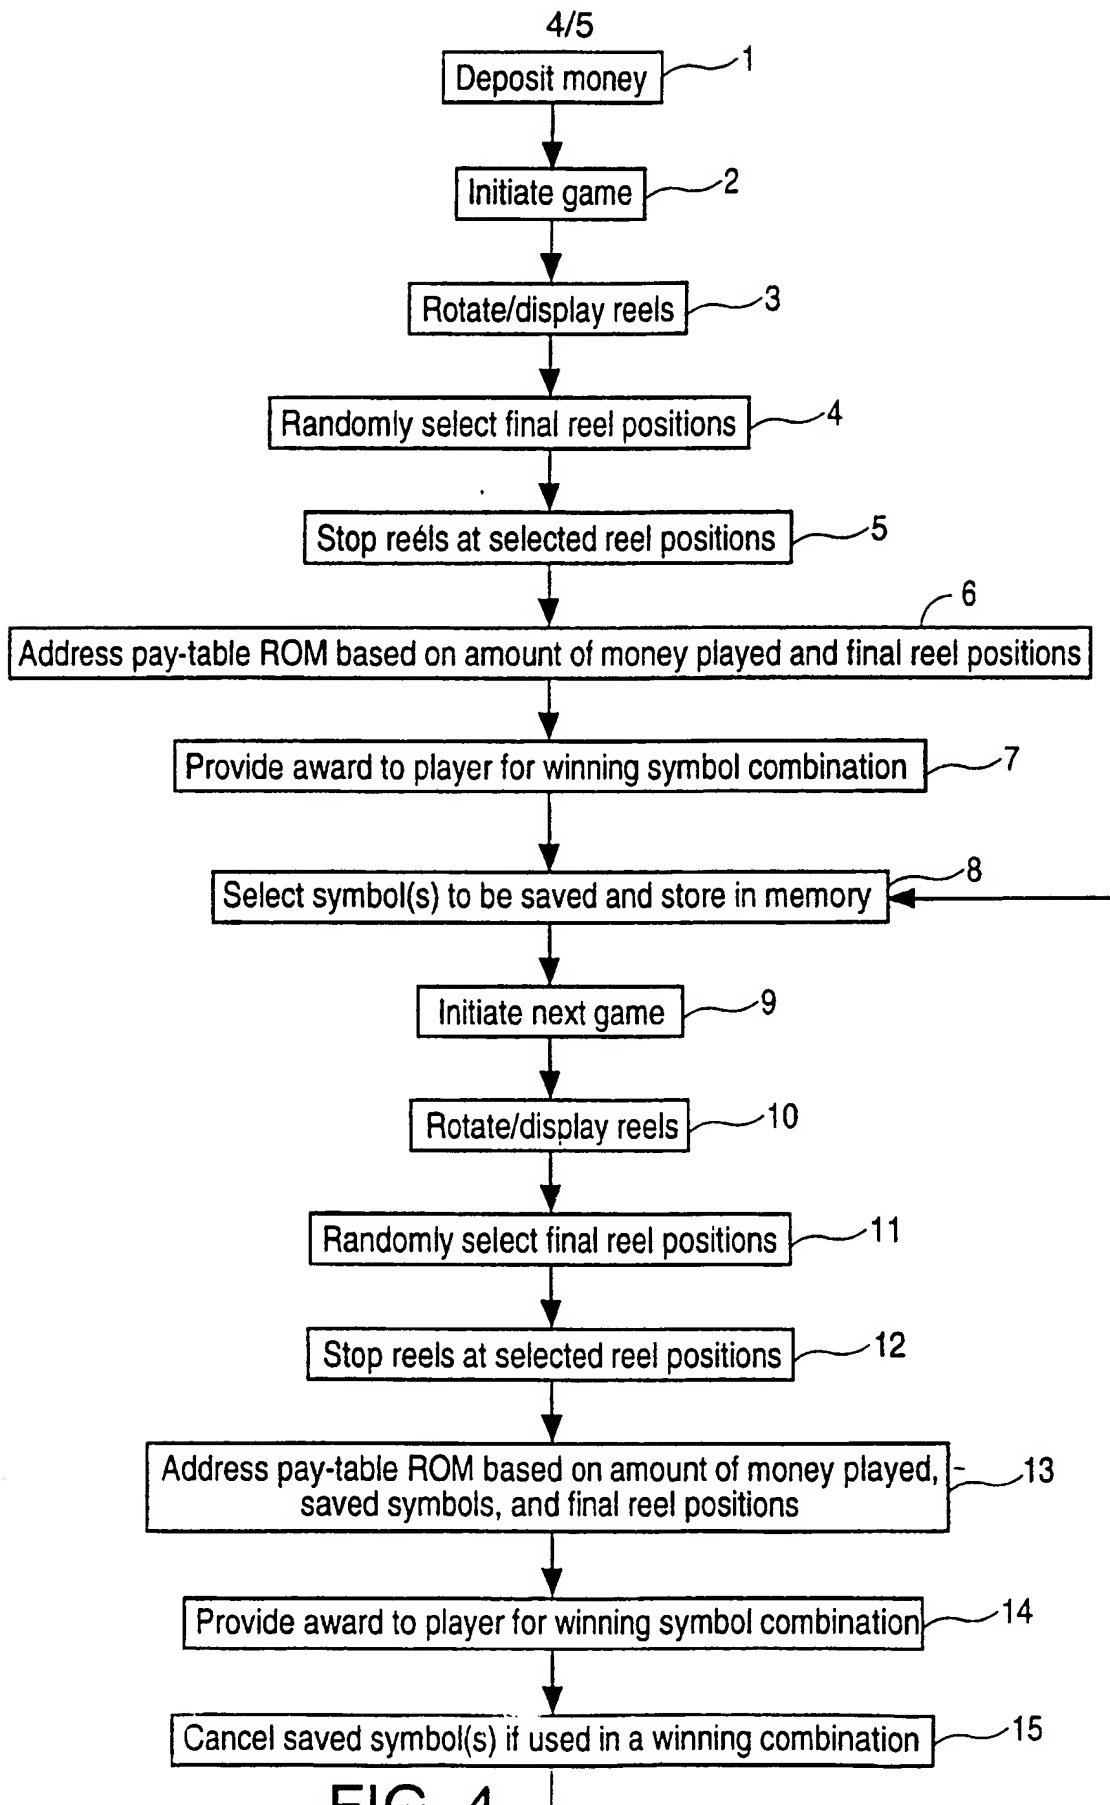 4/5
Deposit money
1
Initiate game
2
Rotate/display reels
3
Randomly select final reel positions
4
Stop reels at selected reel positions
5
6
Address pay-table ROM based on amount of money played and final reel positions
Provide award to player for winning symbol combination
7
Select symbol(s) to be saved and store in memory
8
Initiate next game
9
Rotate/display reels
10
Randomly select final reel positions
11
Stop reels at selected reel positions
12
Address pay-table ROM based on amount of money played,
saved symbols, and final reel positions
13
Provide award to player for winning symbol combination
14
Cancel saved symbol(s) if used in a winning combination
15
FIG. 4